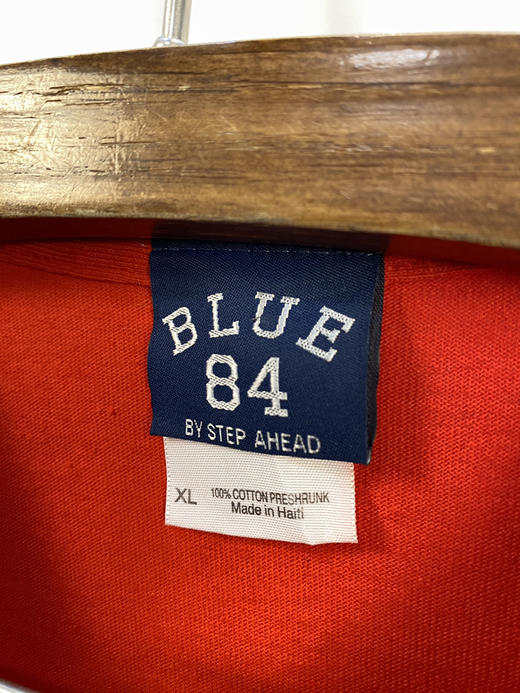 BLUE
84
BY STEP AHEAD
XL
100% COTTON PRESHRUNK
Made in Haiti